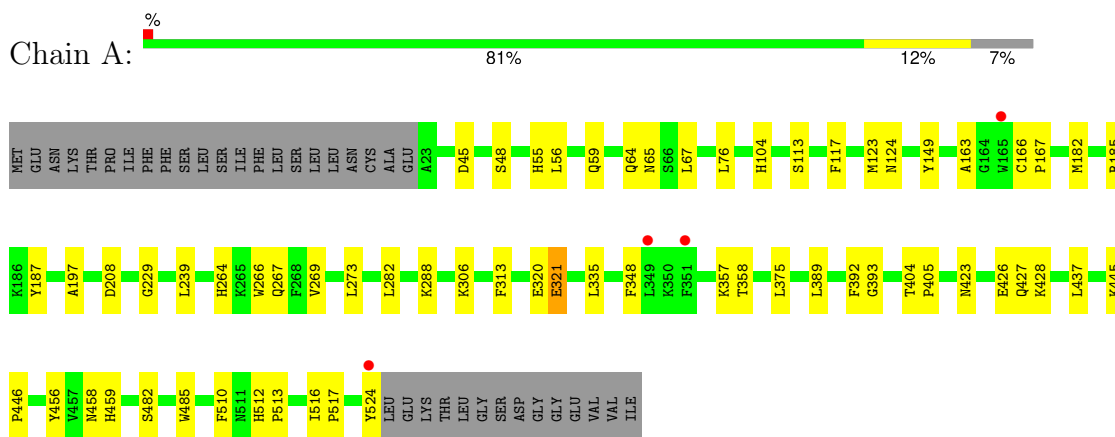 %
Chain A:
81% 12% 7%
MET GLU ASN LYS THR PRO ILE PHE PHE SER LEU SER ILE PHE LEU SER LEU LEU ASN CYS ALA GLU A23 D45 S48 H55 L56 Q59 Q64 N65 S66 L67 L76 H104 S113 F117 M123 N124 Y149 A163 G164 W165 C166 P167 M182
K186 Y187 A197 D208 G229 L239 H264 K265 W266 Q267 F268 V269 L273 L282 K288 K306 F313 E320 E321 L335 F348 L349 K350 F351 K357 T358 L375 L389 F392 G393 T404 P405 N423 E426 Q427 K428 L437 K445
P446 Y456 V457 N458 H459 S482 W485 F510 N511 H512 P513 I516 P517 Y524 LEU GLU LYS THR LEU GLY SER ASP GLY GLY GLU VAL VAL ILE